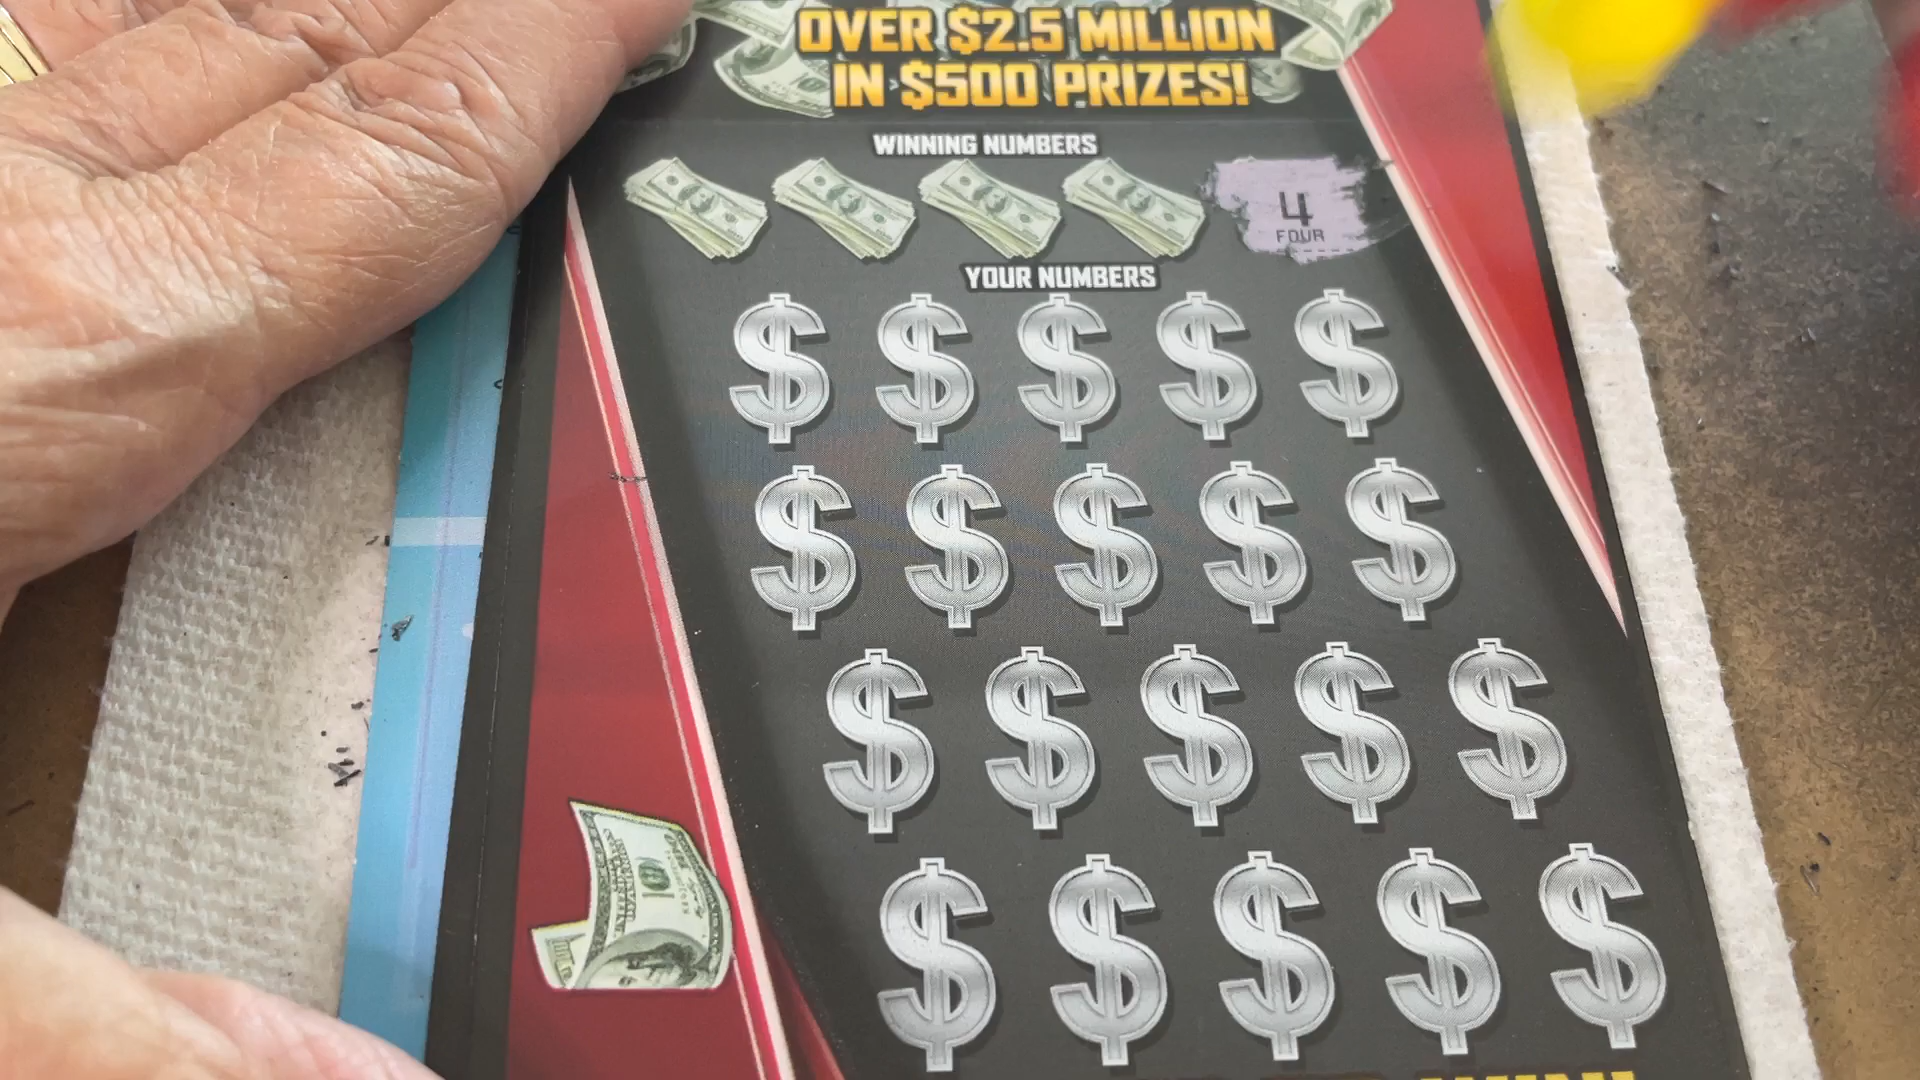 OVER $2.5 MILLION
IN $500 PRIZES!
WINNING NUMBERS
4
FOUR
YOUR NUMBERS
$ $ $ $ $
$ $ $ $ $
$ $ $ $ $
$ $ $ $ $